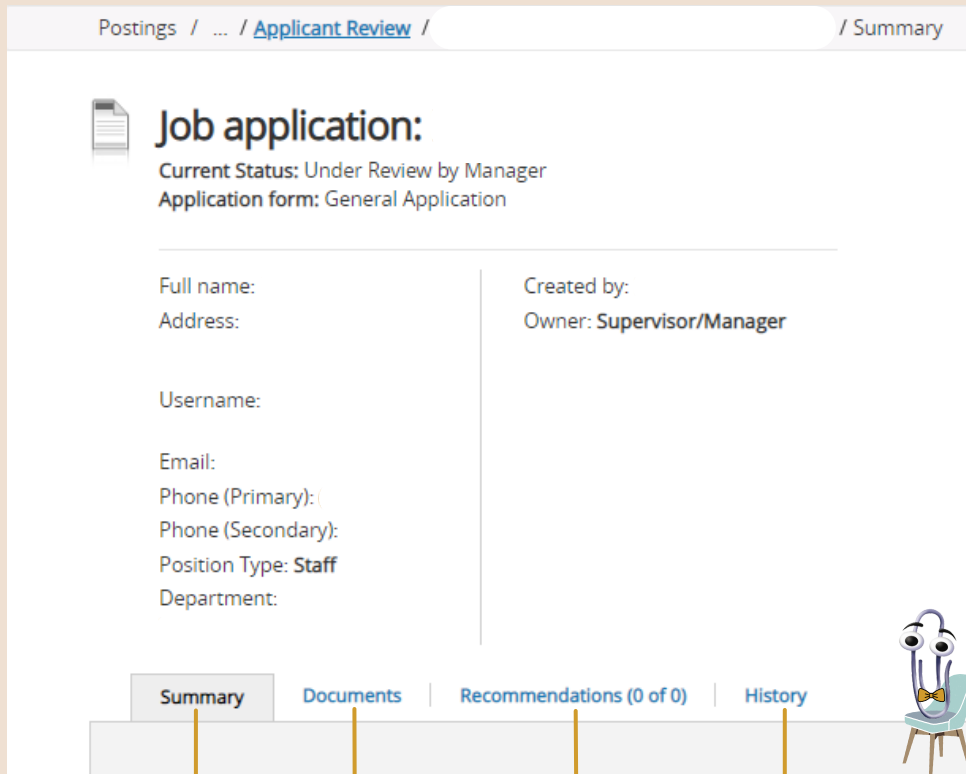 Postings / ... / Applicant Review / / Summary
Job application:
Current Status: Under Review by Manager
Application form: General Application
Full name:
Address:
Username:
Email:
Phone (Primary):
Phone (Secondary):
Position Type: Staff
Department:
Created by:
Owner: Supervisor/Manager
Summary Documents Recommendations (0 of 0) History